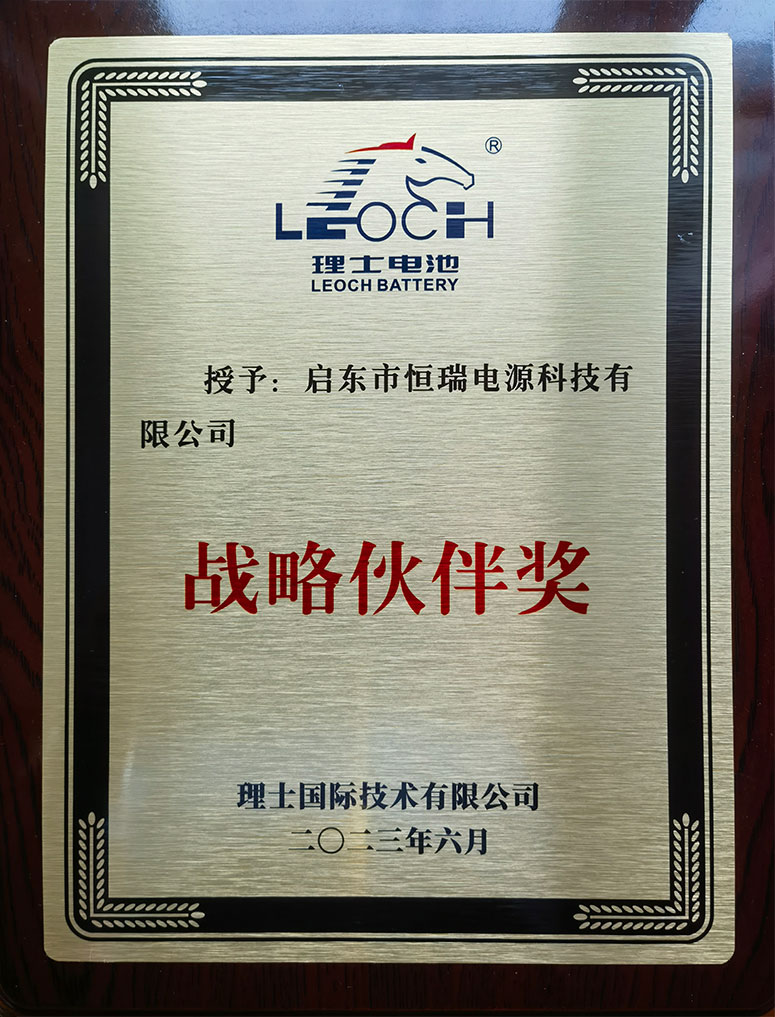 ®
LEOCH
理士电池
LEOCH BATTERY
授予：启东市恒瑞电源科技有
限公司
战略伙伴奖
理士国际技术有限公司
二〇二三年六月